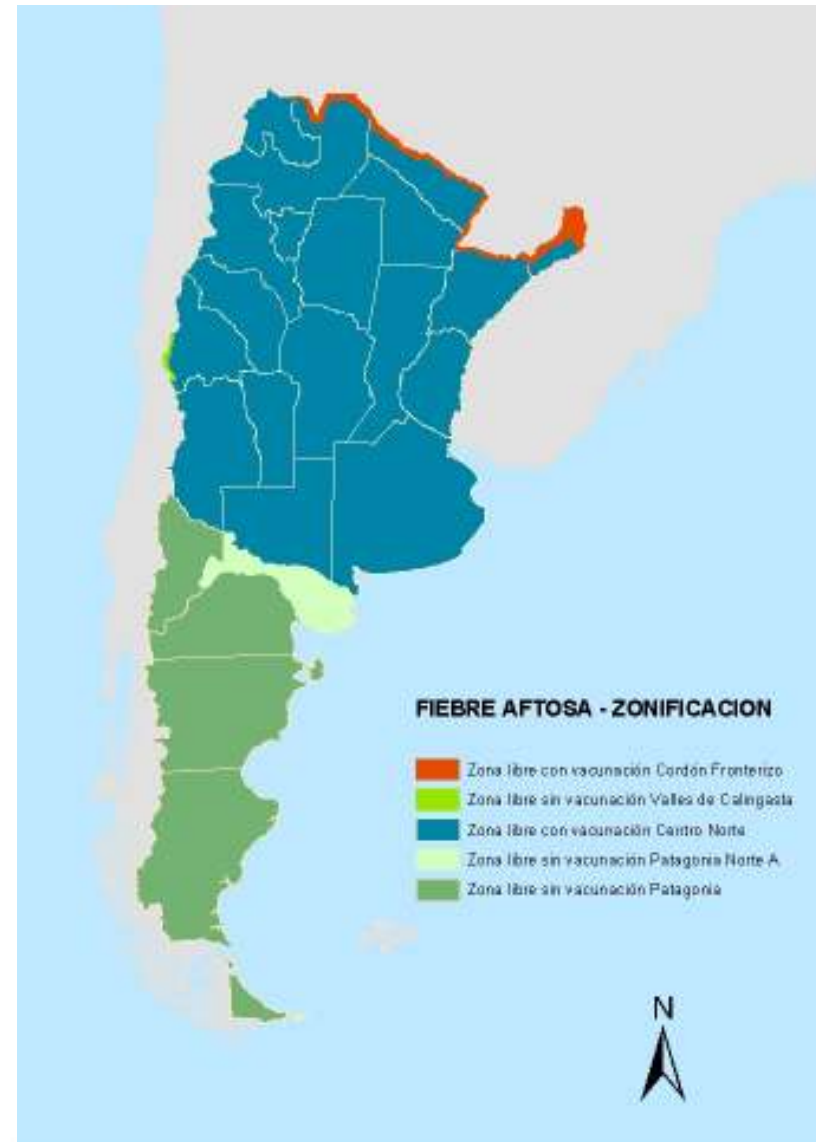 FIEBRE AFTOSA - ZONIFICACION
Zona libre con vacunación Cordón Fronterizo
Zona libre sin vacunación Valles de Calingasta
Zona libre con vacunación Centro Norte
Zona libre sin vacunación Patagonia Norte A
Zona libre sin vacunación Patagonia
N